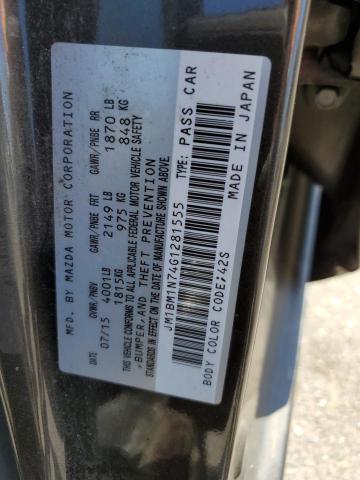 MFD. BY MAZDA MOTOR CORPORATION
GVWR/PNBV GAWR/PNBE FRT GAWR/PNBE RR
07/15 4001LB 2149 LB 1870 LB
1815KG 975 KG 848 KG
THIS VEHICLE CONFORMS TO ALL APPLICABLE FEDERAL MOTOR VEHICLE SAFETY
STANDARDS IN EFFECT ON THE DATE OF MANUFACTURE SHOWN ABOVE.
BUMPER, AND THEFT PREVENTION
JM1BM1N74G1281555 TYPE: PASS CAR
BODY COLOR CODE:42S MADE IN JAPAN